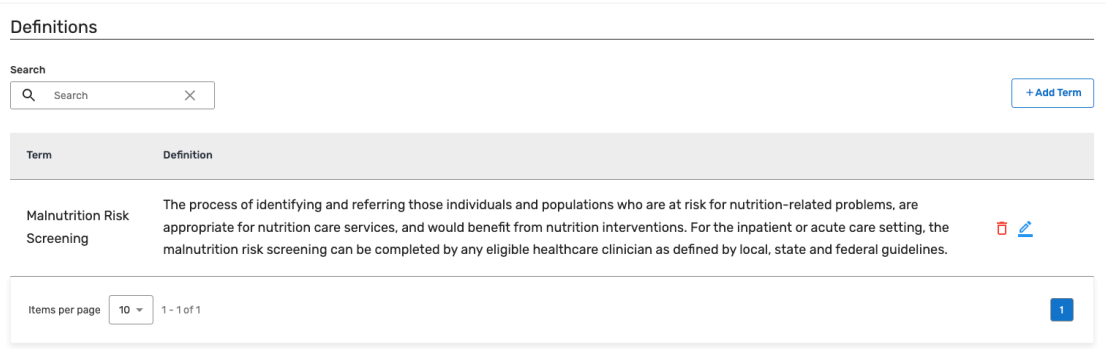 Definitions
Search
Search
+ Add Term
Term Definition
Malnutrition Risk
Screening
The process of identifying and referring those individuals and populations who are at risk for nutrition-related problems, are
appropriate for nutrition care services, and would benefit from nutrition interventions. For the inpatient or acute care setting, the
malnutrition risk screening can be completed by any eligible healthcare clinician as defined by local, state and federal guidelines.
Items per page 10 1 - 1 of 1 1